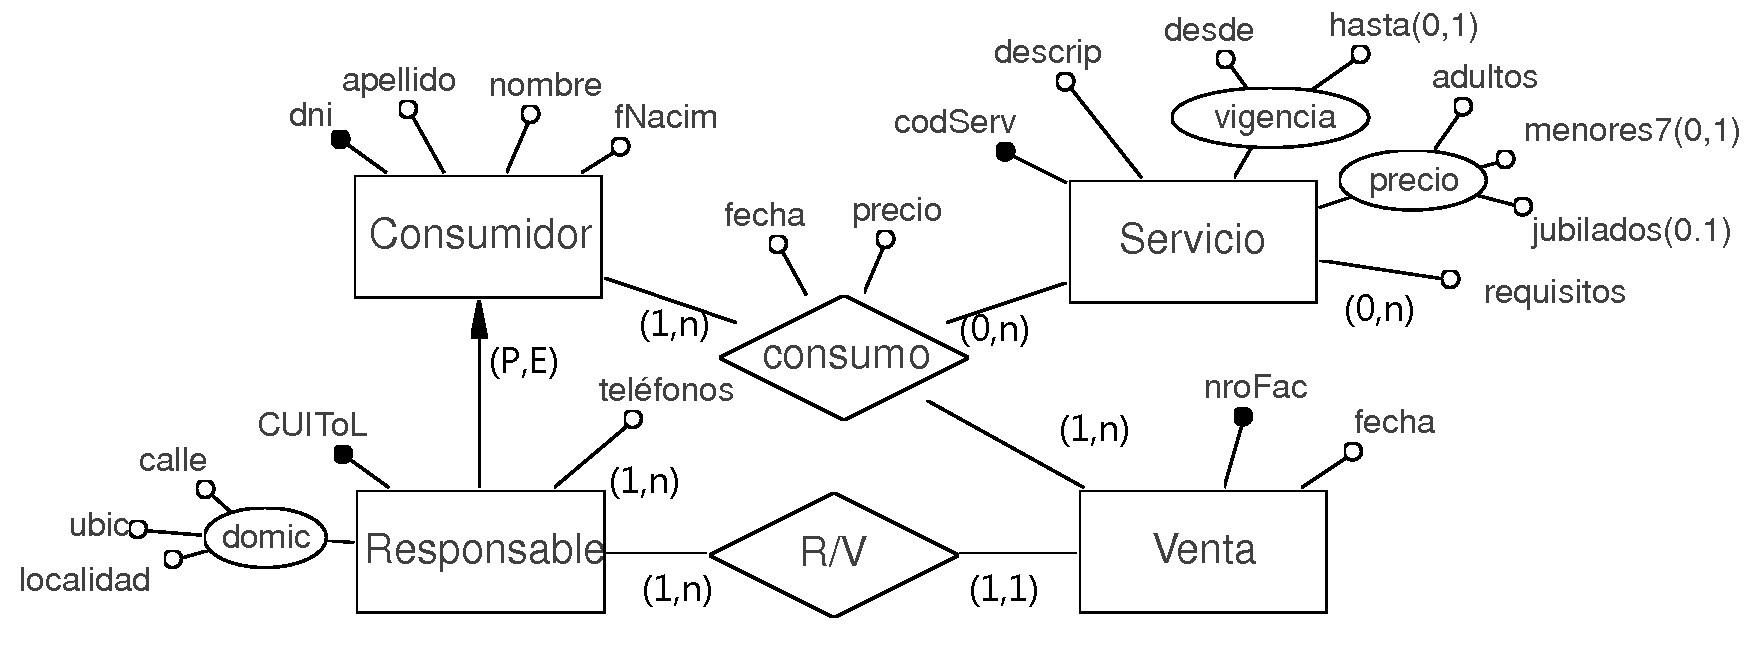 desde
hasta(0,1)
descrip
adultos
apellido
nombre
dni
fNacim
codServ
vigencia
menores7(0,1)
precio
fecha
precio
jubilados(0.1)
Consumidor
Servicio
requisitos
(1,n)
(0,n)
(0,n)
consumo
(P,E)
teléfonos
nroFac
CUIToL
(1,n)
fecha
calle
(1,n)
ubic
domic
Responsable
R/V
Venta
localidad
(1,n)
(1,1)